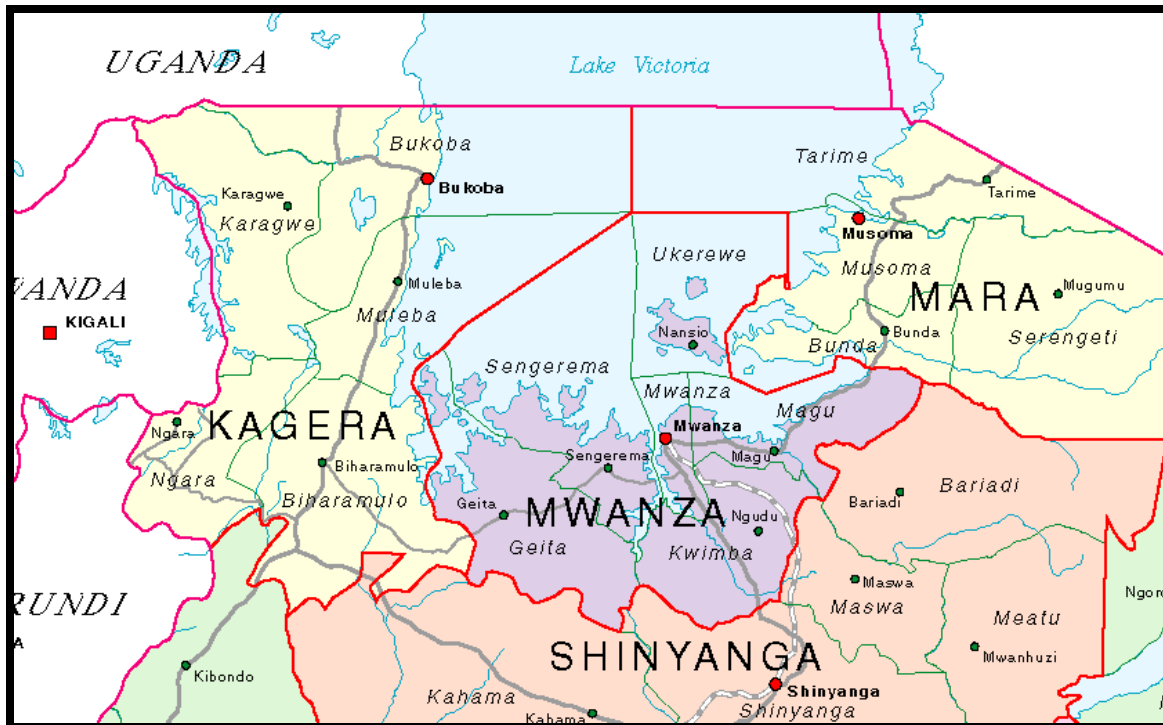 UGANDA
Lake Victoria
Bukoba
Tarime
Karagwe
Bukoba
Tarime
Karagwe
Musoma
Ukerewe
Musoma
Muleba
WANDA
MARA
Mugumu
KIGALI
Muleba
Nansio
Bunda
Serengeti
Bunda
Sengerema
Mwanza
Magu
KAGERA
Ngara
Mwanza
Sengerema
Magu
Biharamulo
Ngara
Biharamulo
Bariadi
Bariadi
Geita
MWANZA
Ngudu
Geita
Kwimba
Maswa
RUNDI
Maswa
Ngoro
Meatu
A
SHINYANGA
Mwanhuzi
Kibondo
Kahama
Shinyanga
Shinyanga
Kahama